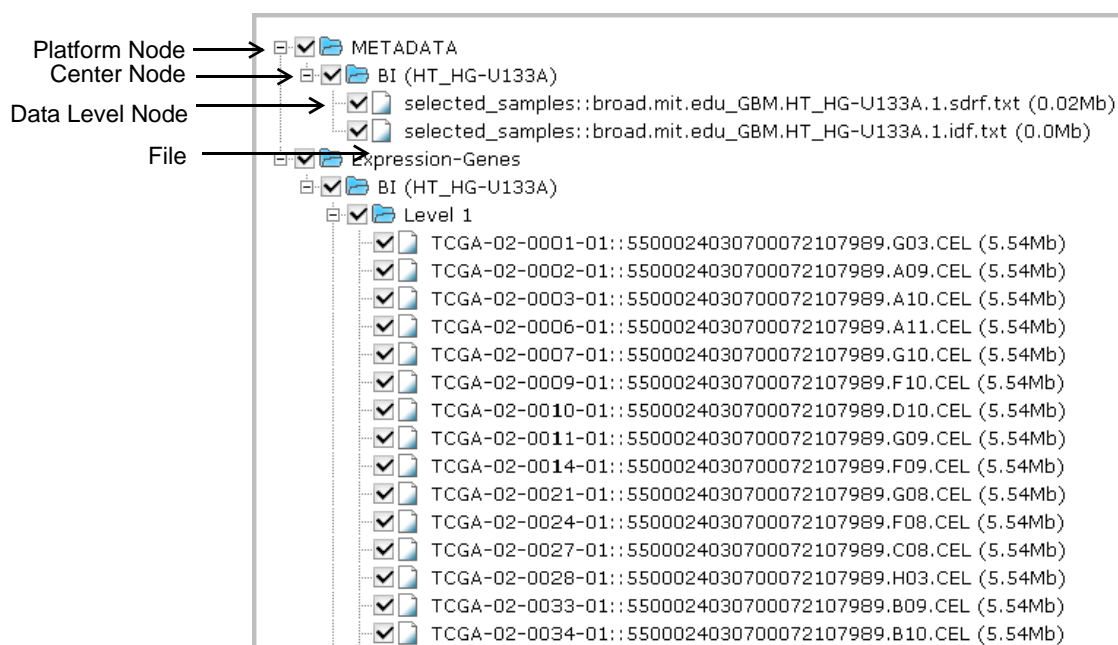 Platform Node
METADATA
Center Node
BI (HT_HG-U133A)
Data Level Node
selected_samples::broad.mit.edu_GBM.HT_HG-U133A.1.sdrf.txt (0.02Mb)
selected_samples::broad.mit.edu_GBM.HT_HG-U133A.1.idf.txt (0.0Mb)
File
Expression-Genes
BI (HT_HG-U133A)
Level 1
TCGA-02-0001-01::5500024030700072107989.G03.CEL (5.54Mb)
TCGA-02-0002-01::5500024030700072107989.A09.CEL (5.54Mb)
TCGA-02-0003-01::5500024030700072107989.A10.CEL (5.54Mb)
TCGA-02-0006-01::5500024030700072107989.A11.CEL (5.54Mb)
TCGA-02-0007-01::5500024030700072107989.G10.CEL (5.54Mb)
TCGA-02-0009-01::5500024030700072107989.F10.CEL (5.54Mb)
TCGA-02-0010-01::5500024030700072107989.D10.CEL (5.54Mb)
TCGA-02-0011-01::5500024030700072107989.G09.CEL (5.54Mb)
TCGA-02-0014-01::5500024030700072107989.F09.CEL (5.54Mb)
TCGA-02-0021-01::5500024030700072107989.G08.CEL (5.54Mb)
TCGA-02-0024-01::5500024030700072107989.F08.CEL (5.54Mb)
TCGA-02-0027-01::5500024030700072107989.C08.CEL (5.54Mb)
TCGA-02-0028-01::5500024030700072107989.H03.CEL (5.54Mb)
TCGA-02-0033-01::5500024030700072107989.B09.CEL (5.54Mb)
TCGA-02-0034-01::5500024030700072107989.B10.CEL (5.54Mb)